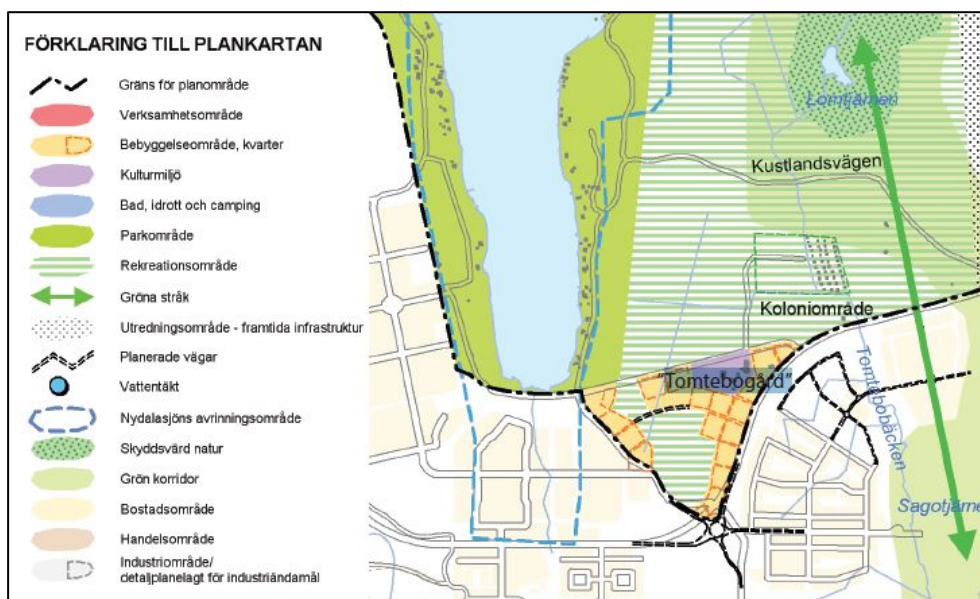 FÖRKLARING TILL PLANKARTAN
Gräns för planområde
Verksamhetsområde
Bebyggelseområde, kvarter
Kulturmiljö
Bad, idrott och camping
Parkområde
Rekreationsområde
Gröna stråk
Utredningsområde - framtida infrastruktur
Planerade vägar
Vattentäkt
Nydalasjöns avrinningsområde
Skyddsvärd natur
Grön korridor
Bostadsområde
Handelsområde
Industriområde/
detaljplanelagt för industriändamål
Lomtjärnen
Kustlandsvägen
Koloniområde
"Tomtebogård"
Tomtebobäcken
Sagotjärne